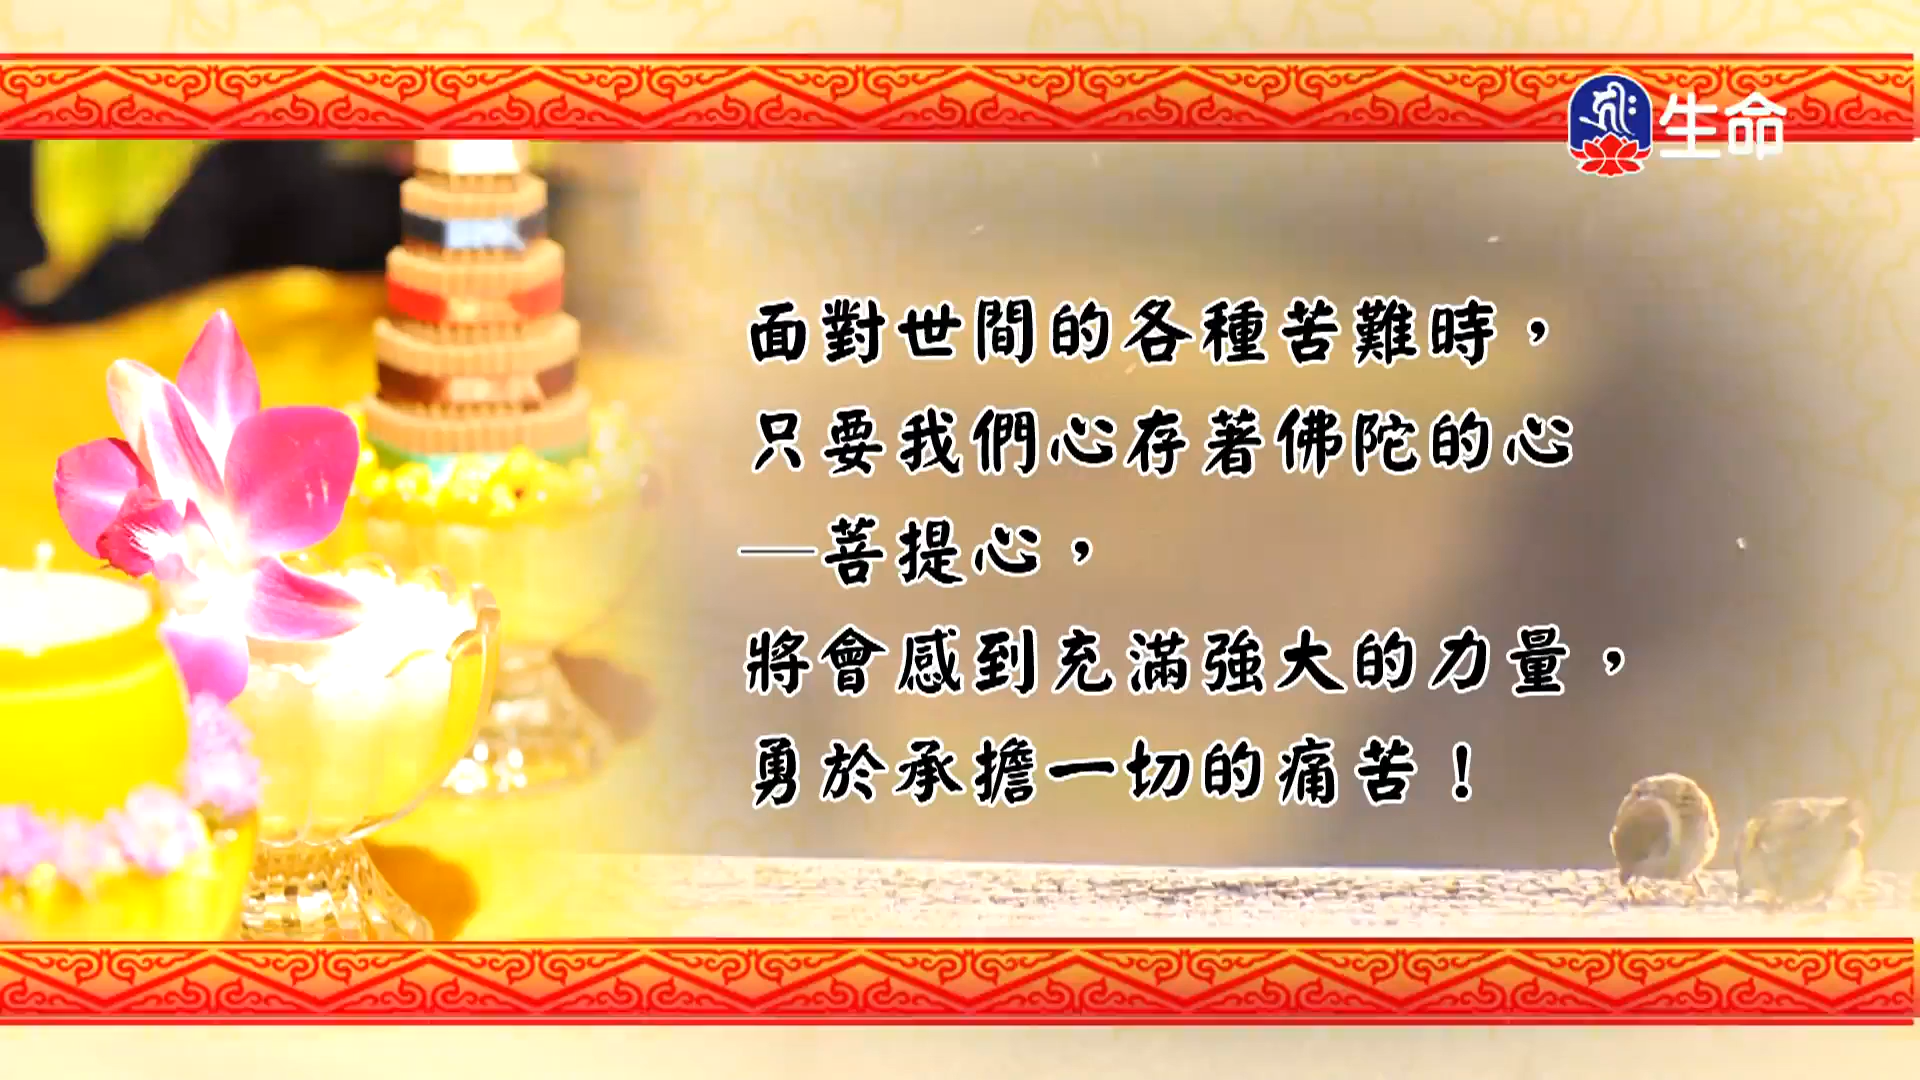 生命
面對世間的各種苦難時，
只要我們心存著佛陀的心
—菩提心，
將會感到充滿強大的力量，
勇於承擔一切的痛苦！